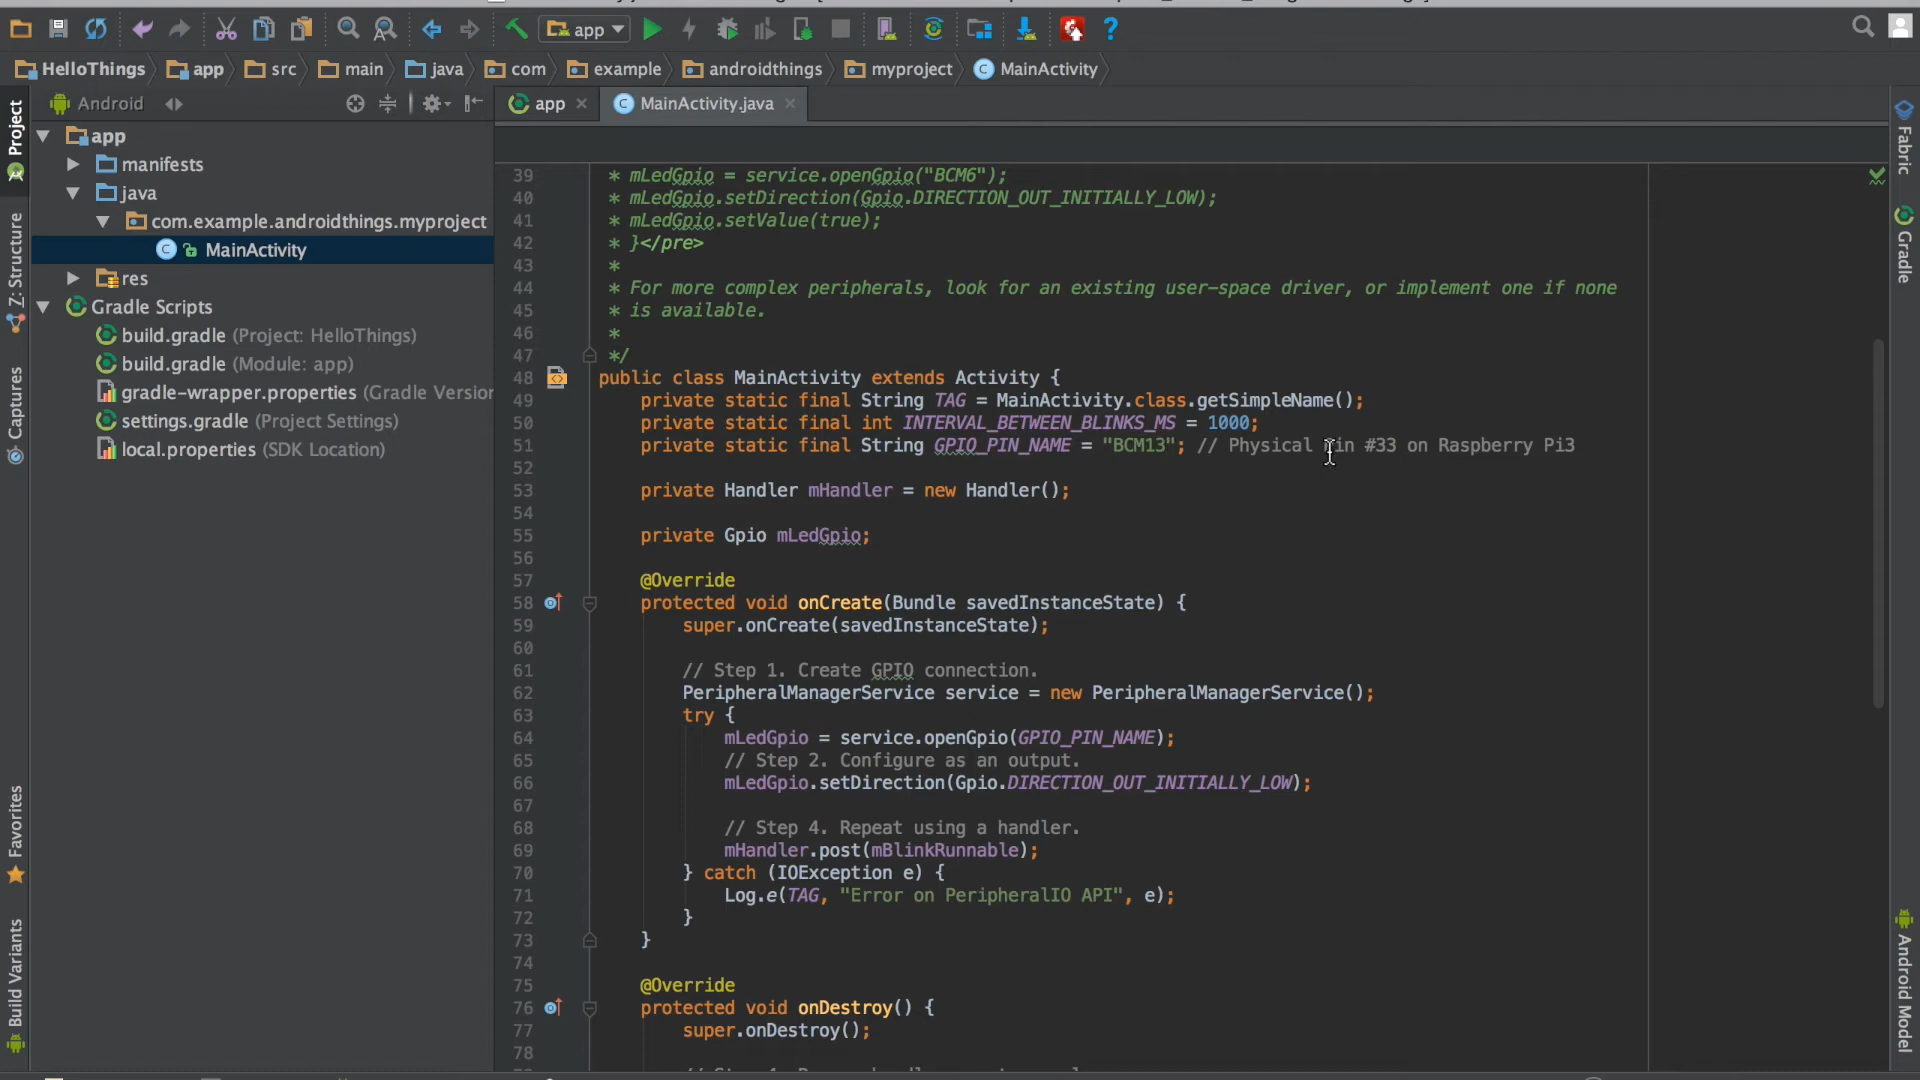 app
HelloThings app src main java com example androidthings myproject MainActivity
Android
app MainActivity.java
Project
Z: Structure
Captures
Favorites
Build Variants
app
manifests
java
com.example.androidthings.myproject
MainActivity
res
Gradle Scripts
build.gradle (Project: HelloThings)
build.gradle (Module: app)
gradle-wrapper.properties (Gradle Version
settings.gradle (Project Settings)
local.properties (SDK Location)
39 * mLedGpio = service.openGpio("BCM6");
40 * mLedGpio.setDirection(Gpio.DIRECTION_OUT_INITIALLY_LOW);
41 * mLedGpio.setValue(true);
42 * }</pre>
43 *
44 * For more complex peripherals, look for an existing user-space driver, or implement one if none
45 * is available.
46 *
47 */
48 public class MainActivity extends Activity {
49 private static final String TAG = MainActivity.class.getSimpleName();
50 private static final int INTERVAL_BETWEEN_BLINKS_MS = 1000;
51 private static final String GPIO_PIN_NAME = "BCM13"; // Physical Pin #33 on Raspberry Pi3
52
53 private Handler mHandler = new Handler();
54
55 private Gpio mLedGpio;
56
57 @Override
58 protected void onCreate(Bundle savedInstanceState) {
59 super.onCreate(savedInstanceState);
60
61 // Step 1. Create GPIO connection.
62 PeripheralManagerService service = new PeripheralManagerService();
63 try {
64 mLedGpio = service.openGpio(GPIO_PIN_NAME);
65 // Step 2. Configure as an output.
66 mLedGpio.setDirection(Gpio.DIRECTION_OUT_INITIALLY_LOW);
67
68 // Step 4. Repeat using a handler.
69 mHandler.post(mBlinkRunnable);
70 } catch (IOException e) {
71 Log.e(TAG, "Error on PeripheralIO API", e);
72 }
73 }
74
75 @Override
76 protected void onDestroy() {
77 super.onDestroy();
78
Fabric
Gradle
Android Model